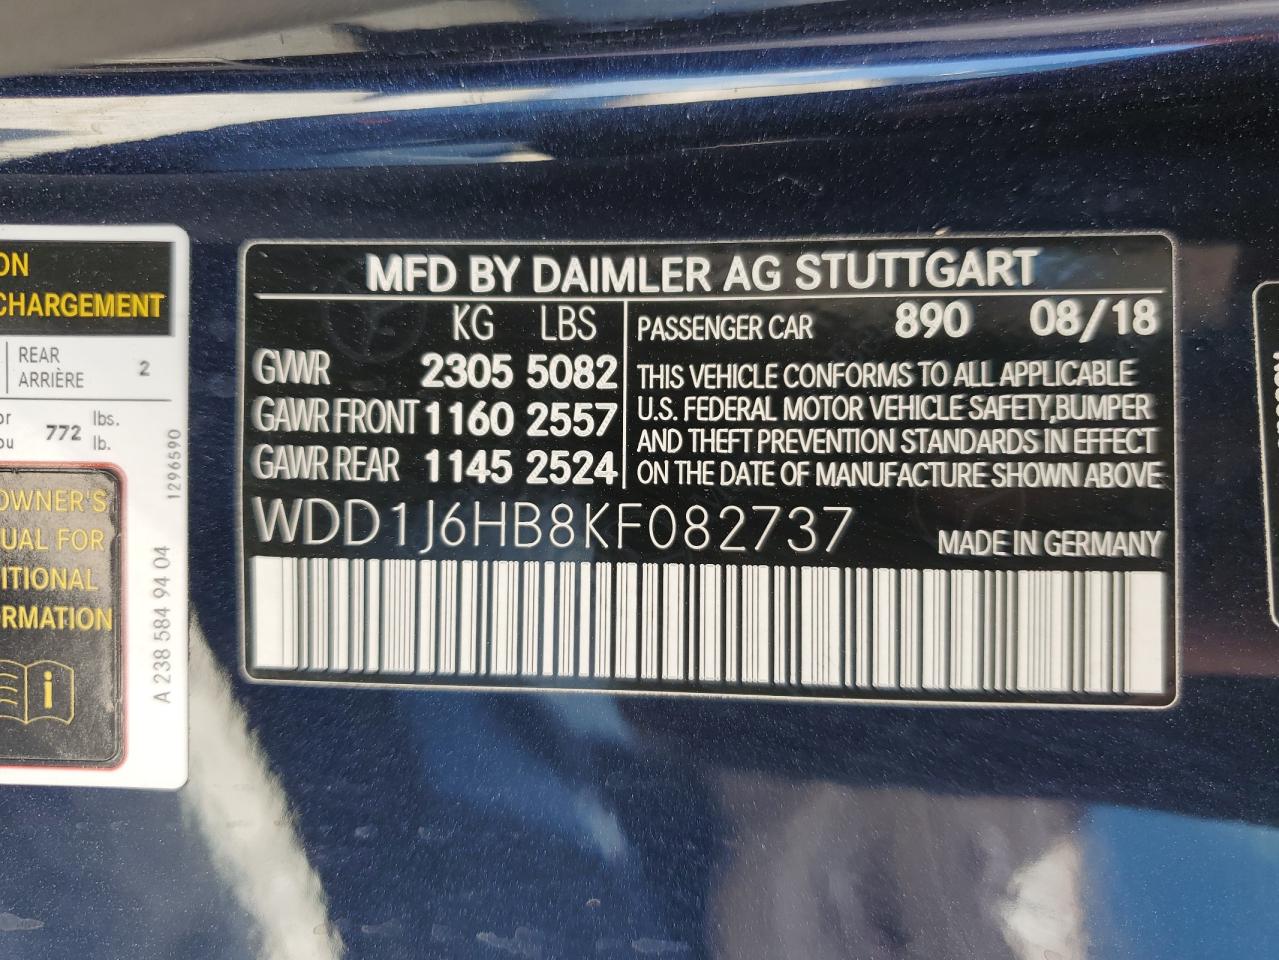 ON
CHARGEMENT
REAR
ARRIÈRE 2
or
ou 772 lbs.
lb.
OWNER'S
UAL FOR
ITIONAL
RMATION
i
1296590
A 238 584 94 04
MFD BY DAIMLER AG STUTTGART
KG LBS
GVWR 2305 5082
GAWR FRONT 1160 2557
GAWR REAR 1145 2524
PASSENGER CAR 890 08/18
THIS VEHICLE CONFORMS TO ALL APPLICABLE
U.S. FEDERAL MOTOR VEHICLE SAFETY,BUMPER
AND THEFT PREVENTION STANDARDS IN EFFECT
ON THE DATE OF MANUFACTURE SHOWN ABOVE
WDD1J6HB8KF082737 MADE IN GERMANY